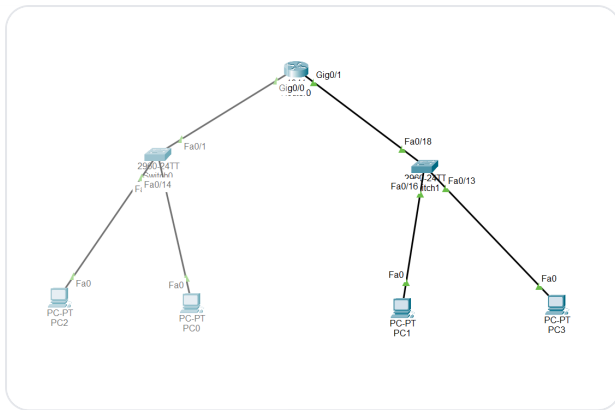 Gig0/1
Gig0/0
Fa0/1
Fa0/18
2960-24TT
Fa0/14
Fa0/16
Fa0/13
Fa0
Fa0
Fa0
Fa0
PC-PT
PC2
PC-PT
PC0
PC-PT
PC1
PC-PT
PC3